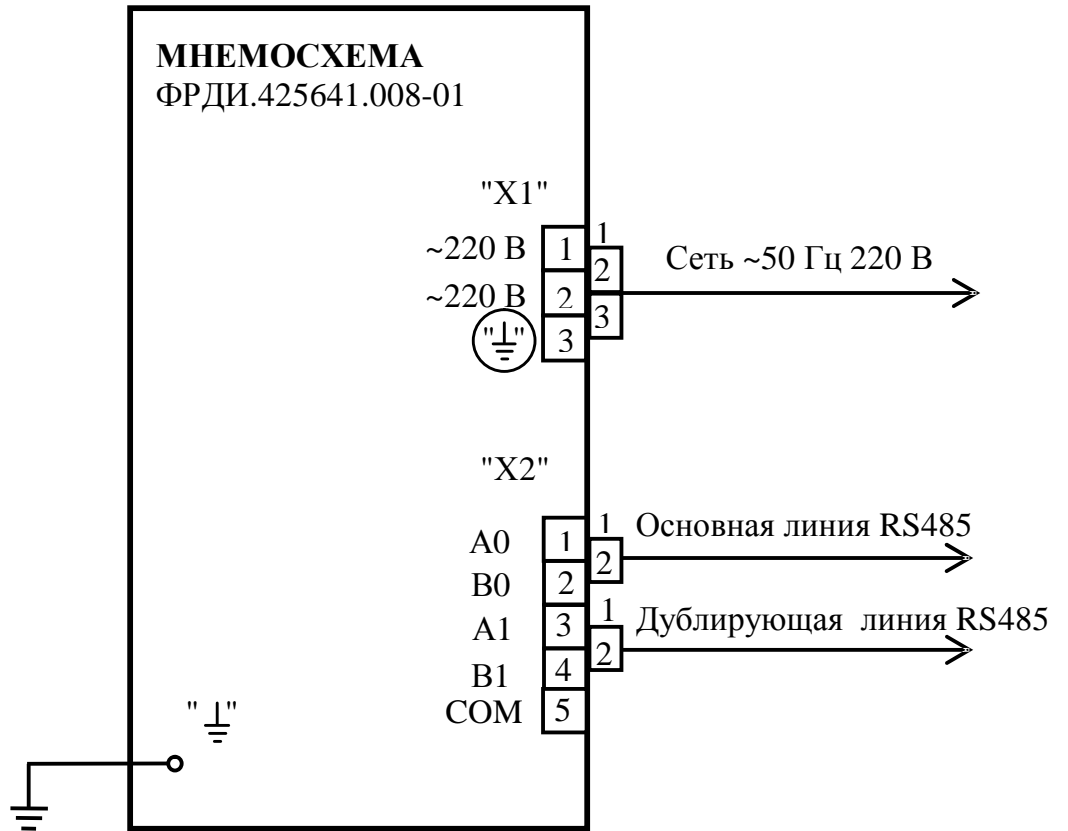 МНЕМОСХЕМА
ФРДИ.425641.008-01
"X1"
~220 В 1 1
2 Сеть ~50 Гц 220 В
~220 В 2
3
"⏚" 3
"X2"
A0 1 1 Основная линия RS485
2
B0 2
A1 3 1 Дублирующая линия RS485
2
B1 4
COM 5
"⏚"